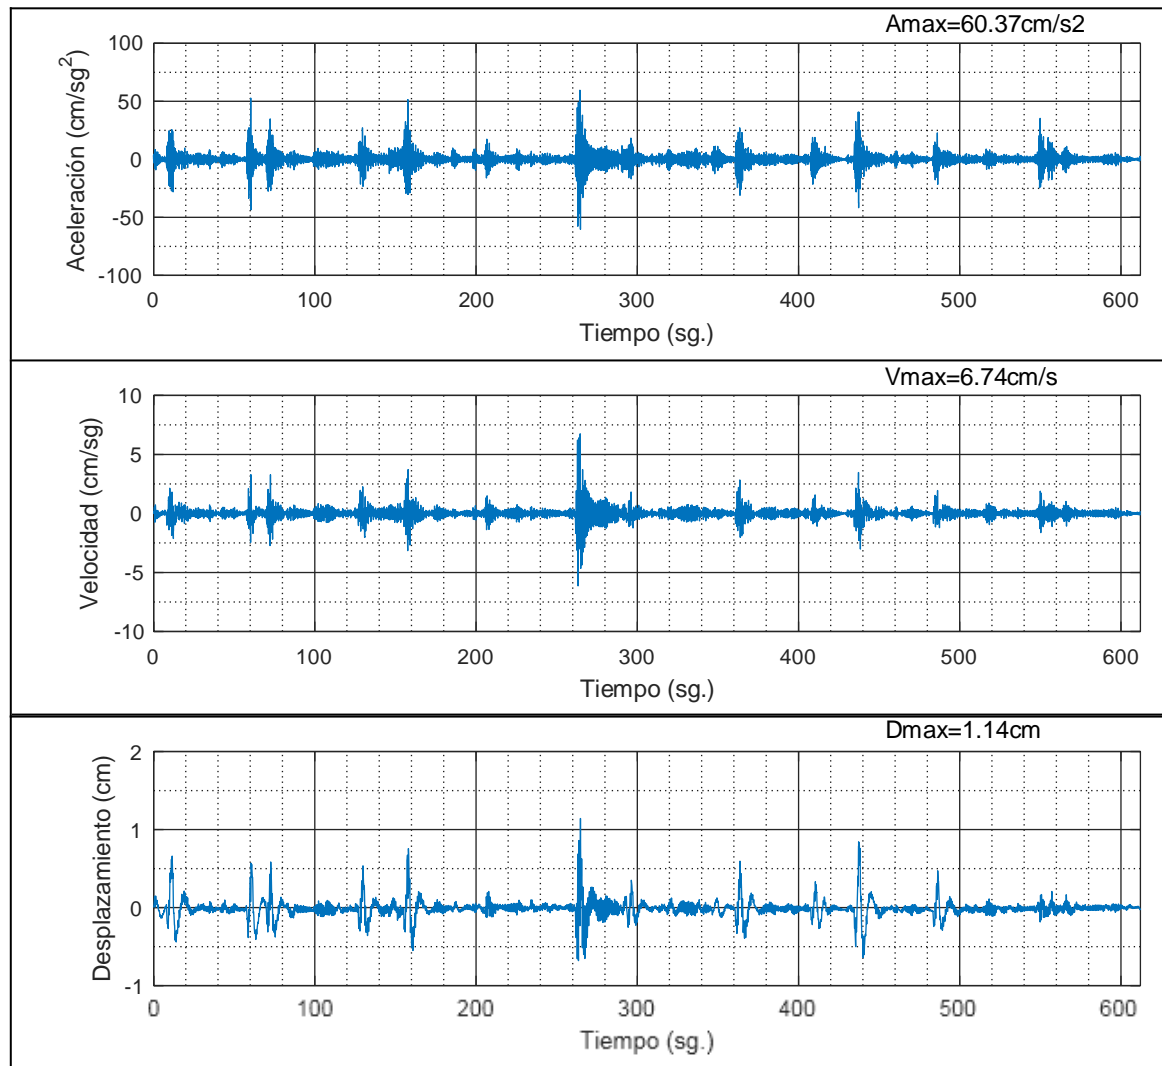 Amax=60.37cm/s2
100
50
0
-50
-100
Aceleración (cm/sg2)
0 100 200 300 400 500 600
Tiempo (sg.)
Vmax=6.74cm/s
10
5
0
-5
-10
Velocidad (cm/sg)
0 100 200 300 400 500 600
Tiempo (sg.)
Dmax=1.14cm
2
1
0
-1
Desplazamiento (cm)
0 100 200 300 400 500 600
Tiempo (sg.)